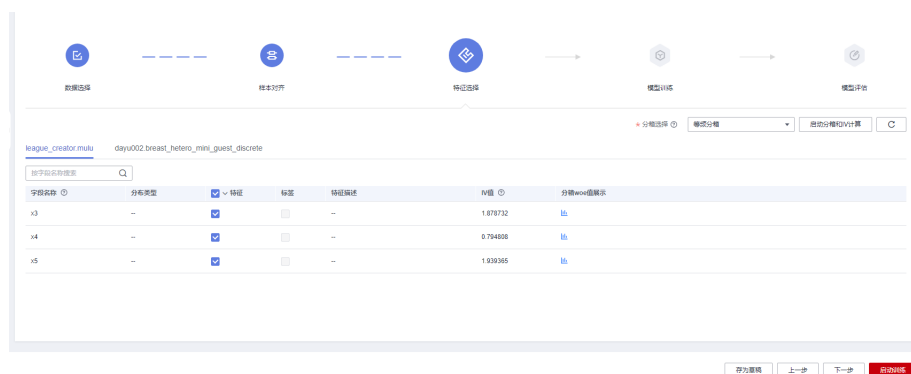 数据选择 样本对齐 特征选择 模型训练 模型评估
* 分箱选择 等频分箱 启动分箱和IV计算
league_creator.mulu dayu002.breast_hetero_mini_guest_discrete
按字段名称搜索
字段名称 分布类型 特征 标签 特征描述 IV值 分箱woe值展示
x3 -- -- 1.878732
x4 -- -- 0.794808
x5 -- -- 1.939365
存为草稿 上一步 下一步 启动训练